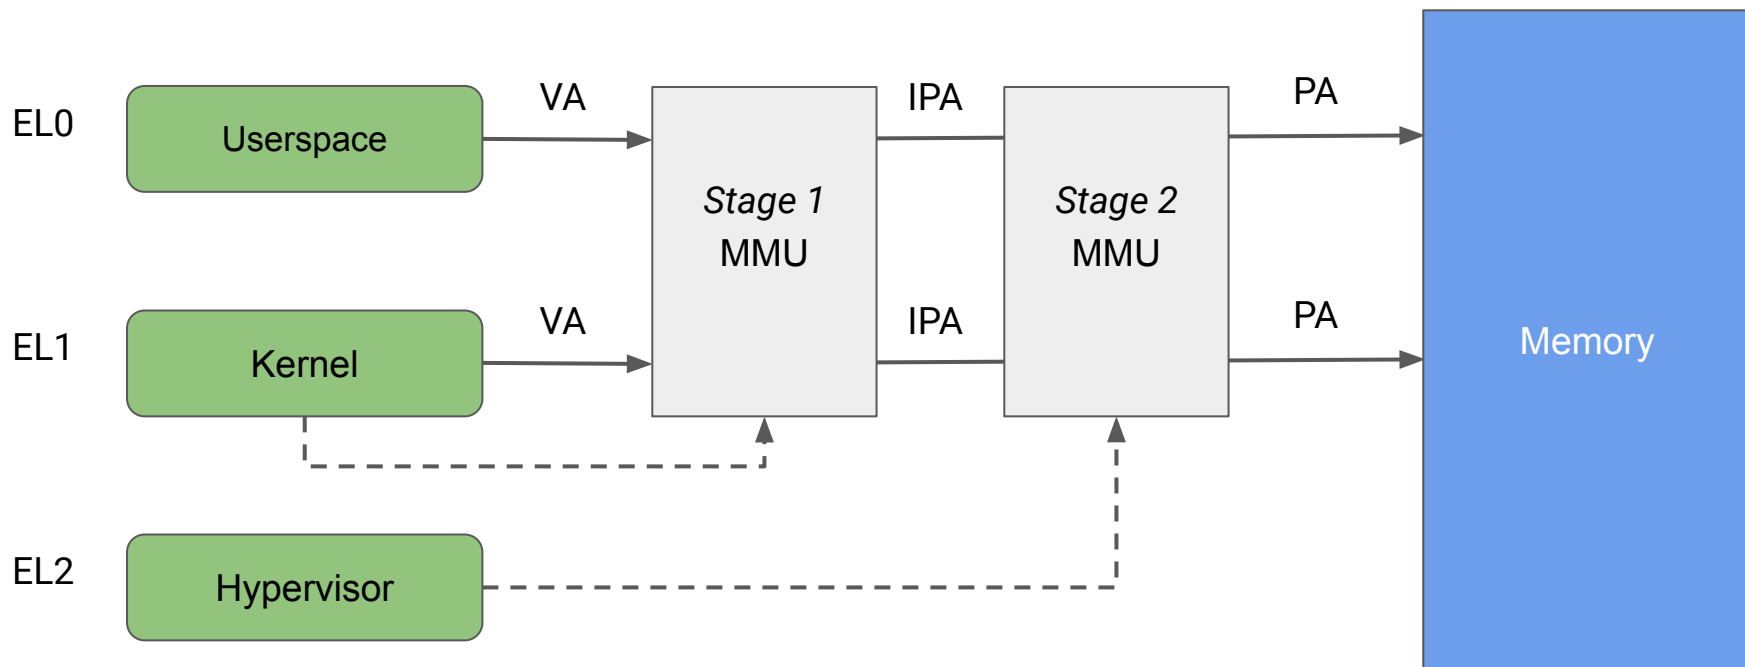 EL0
Userspace
VA
Stage 1
MMU
IPA
Stage 2
MMU
PA
EL1
Kernel
VA
IPA
PA
Memory
EL2
Hypervisor